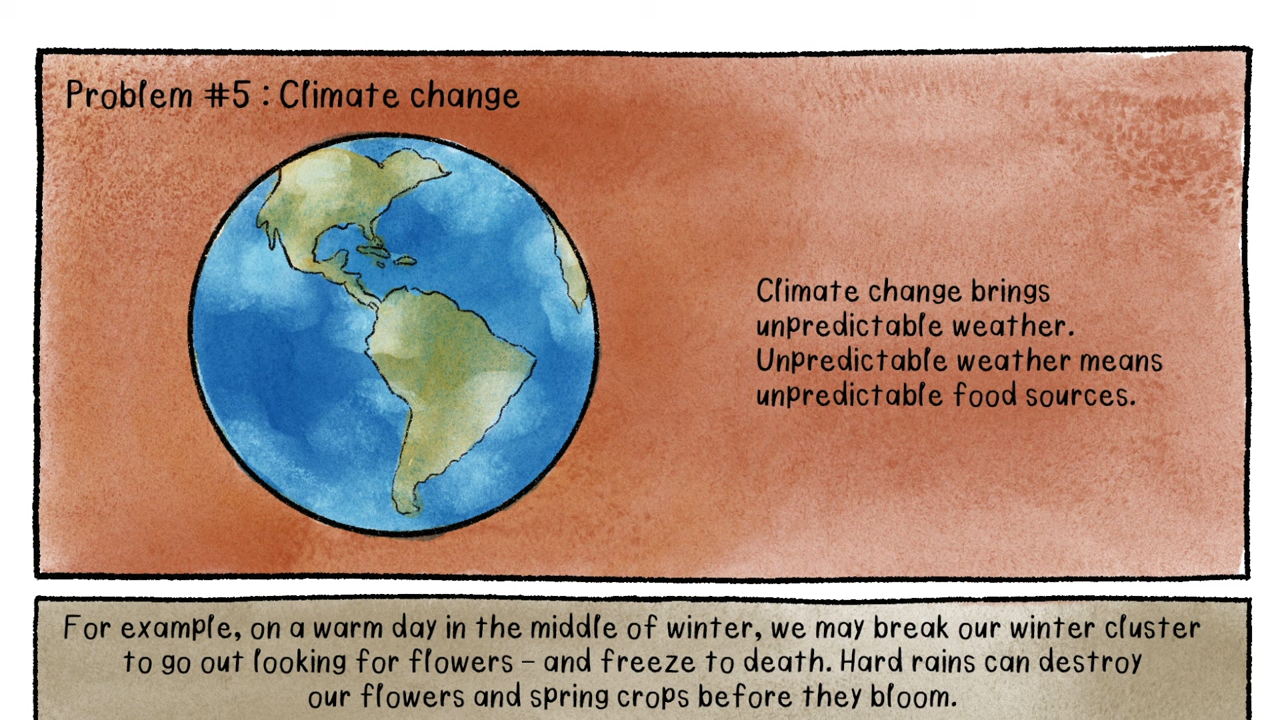 Problem #5 : Climate change
Climate change brings
unpredictable weather.
Unpredictable weather means
unpredictable food sources.
For example, on a warm day in the middle of winter, we may break our winter cluster
to go out looking for flowers – and freeze to death. Hard rains can destroy
our flowers and spring crops before they bloom.